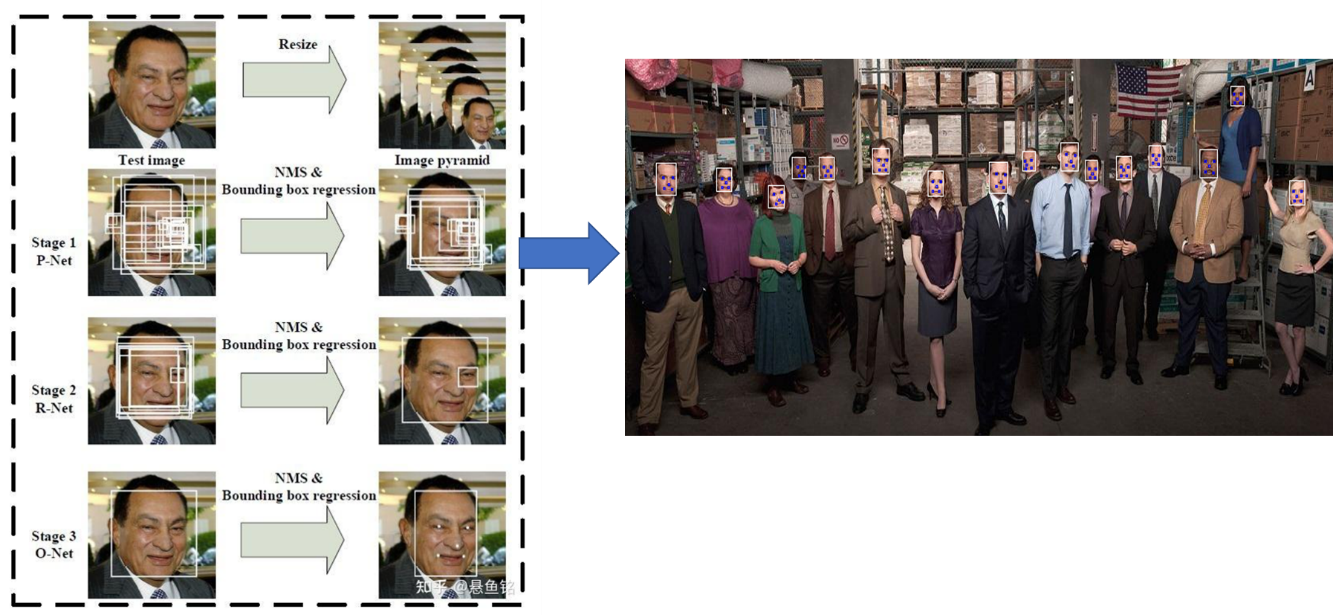 Resize
Test image
Image pyramid
NMS &
Bounding box regression
Stage 1
P-Net
NMS &
Bounding box regression
Stage 2
R-Net
NMS &
Bounding box regression
Stage 3
O-Net
知乎 @悬鱼铭
A
NO